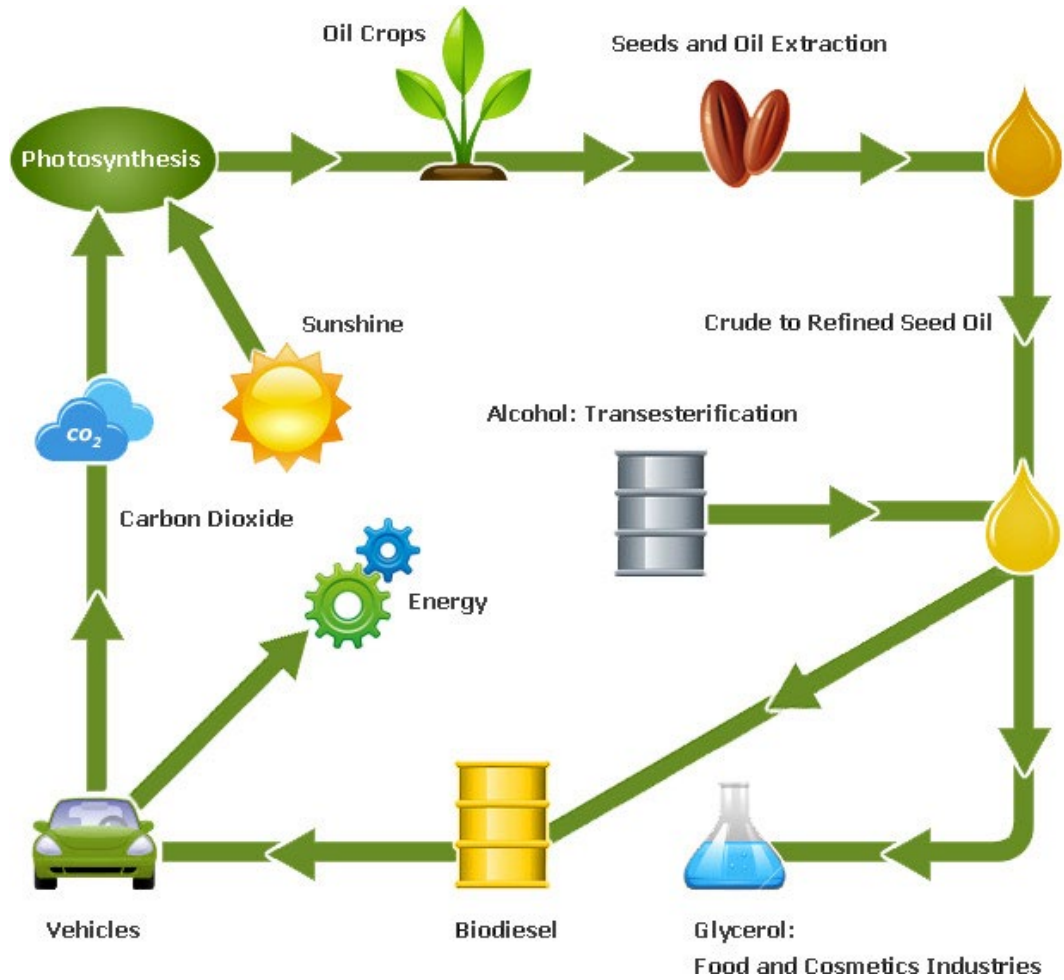 Oil Crops
Seeds and Oil Extraction
Photosynthesis
Sunshine
Crude to Refined Seed Oil
Alcohol: Transesterification
CO2
Carbon Dioxide
Energy
Vehicles
Biodiesel
Glycerol:
Food and Cosmetics Industries